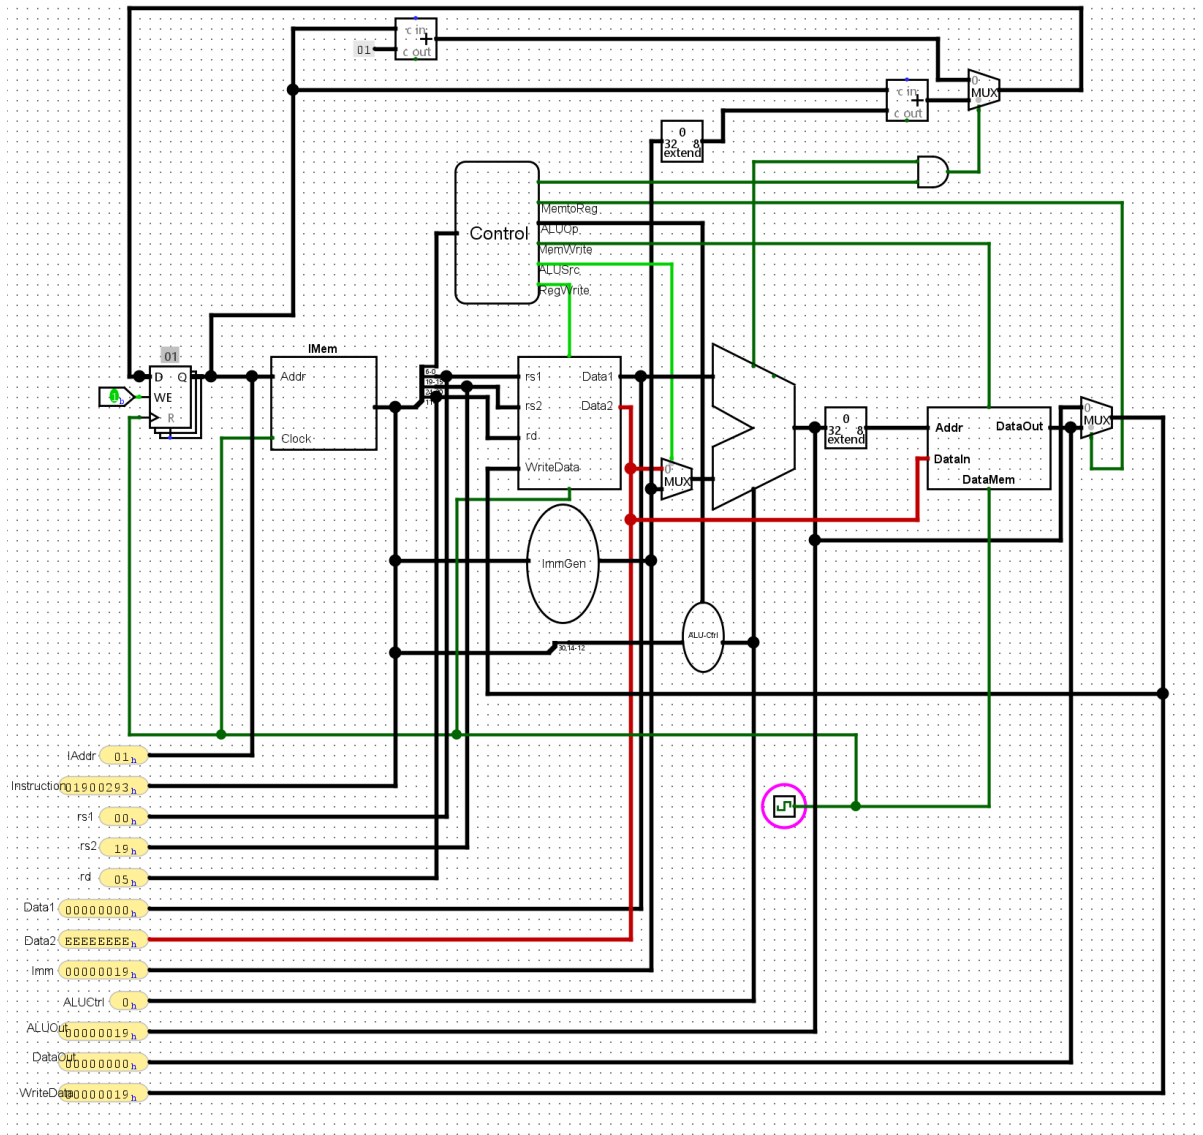 c in
+
c out
01
0
MUX
c in
+
c out
0
32 8
extend
Control
MemtoReg
ALUOp
MemWrite
ALUSrc
RegWrite
01
D Q
WE
R
IMem
Addr
Clock
6-0
rs1
rs2
rd
WriteData
Data1
Data2
0
MUX
0
32 8
extend
Addr
DataOut
DataIn
DataMem
0
MUX
ImmGen
ALU-Ctrl
30,14-12
IAddr 01h
Instruction 01900293h
rs1 00h
rs2 19h
rd 05h
Data1 00000000h
Data2 EEEEEEEEh
Imm 00000019h
ALUCtrl 0h
ALUOut 00000019h
DataOut 00000000h
WriteData 00000019h